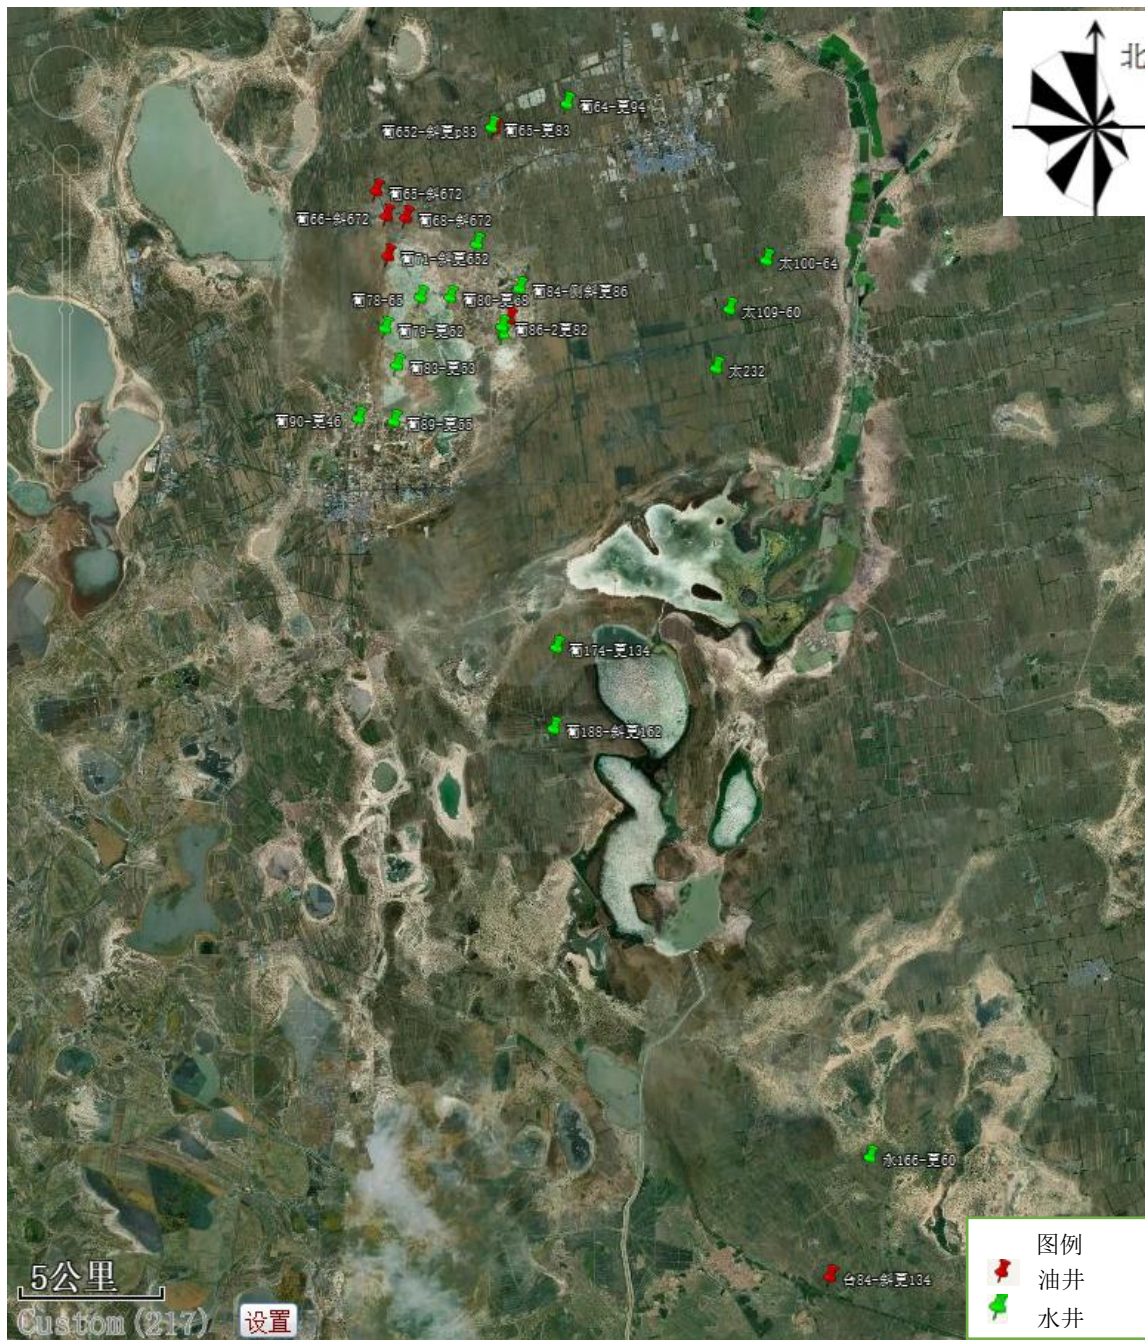 北
葡64-更94
葡652-斜更p83
葡65-更83
葡65-斜672
葡66-斜672
葡68-斜672
葡71-斜更652
太100-64
葡84-侧斜更86
葡78-65
葡80-更68
太109-60
葡79-更52
葡86-2更82
葡83-更53
太232
葡90-更46
葡89-更55
葡174-更134
葡188-斜更162
永166-更60
台84-斜更134
图例
油井
水井
5公里
Custom(217)
设置